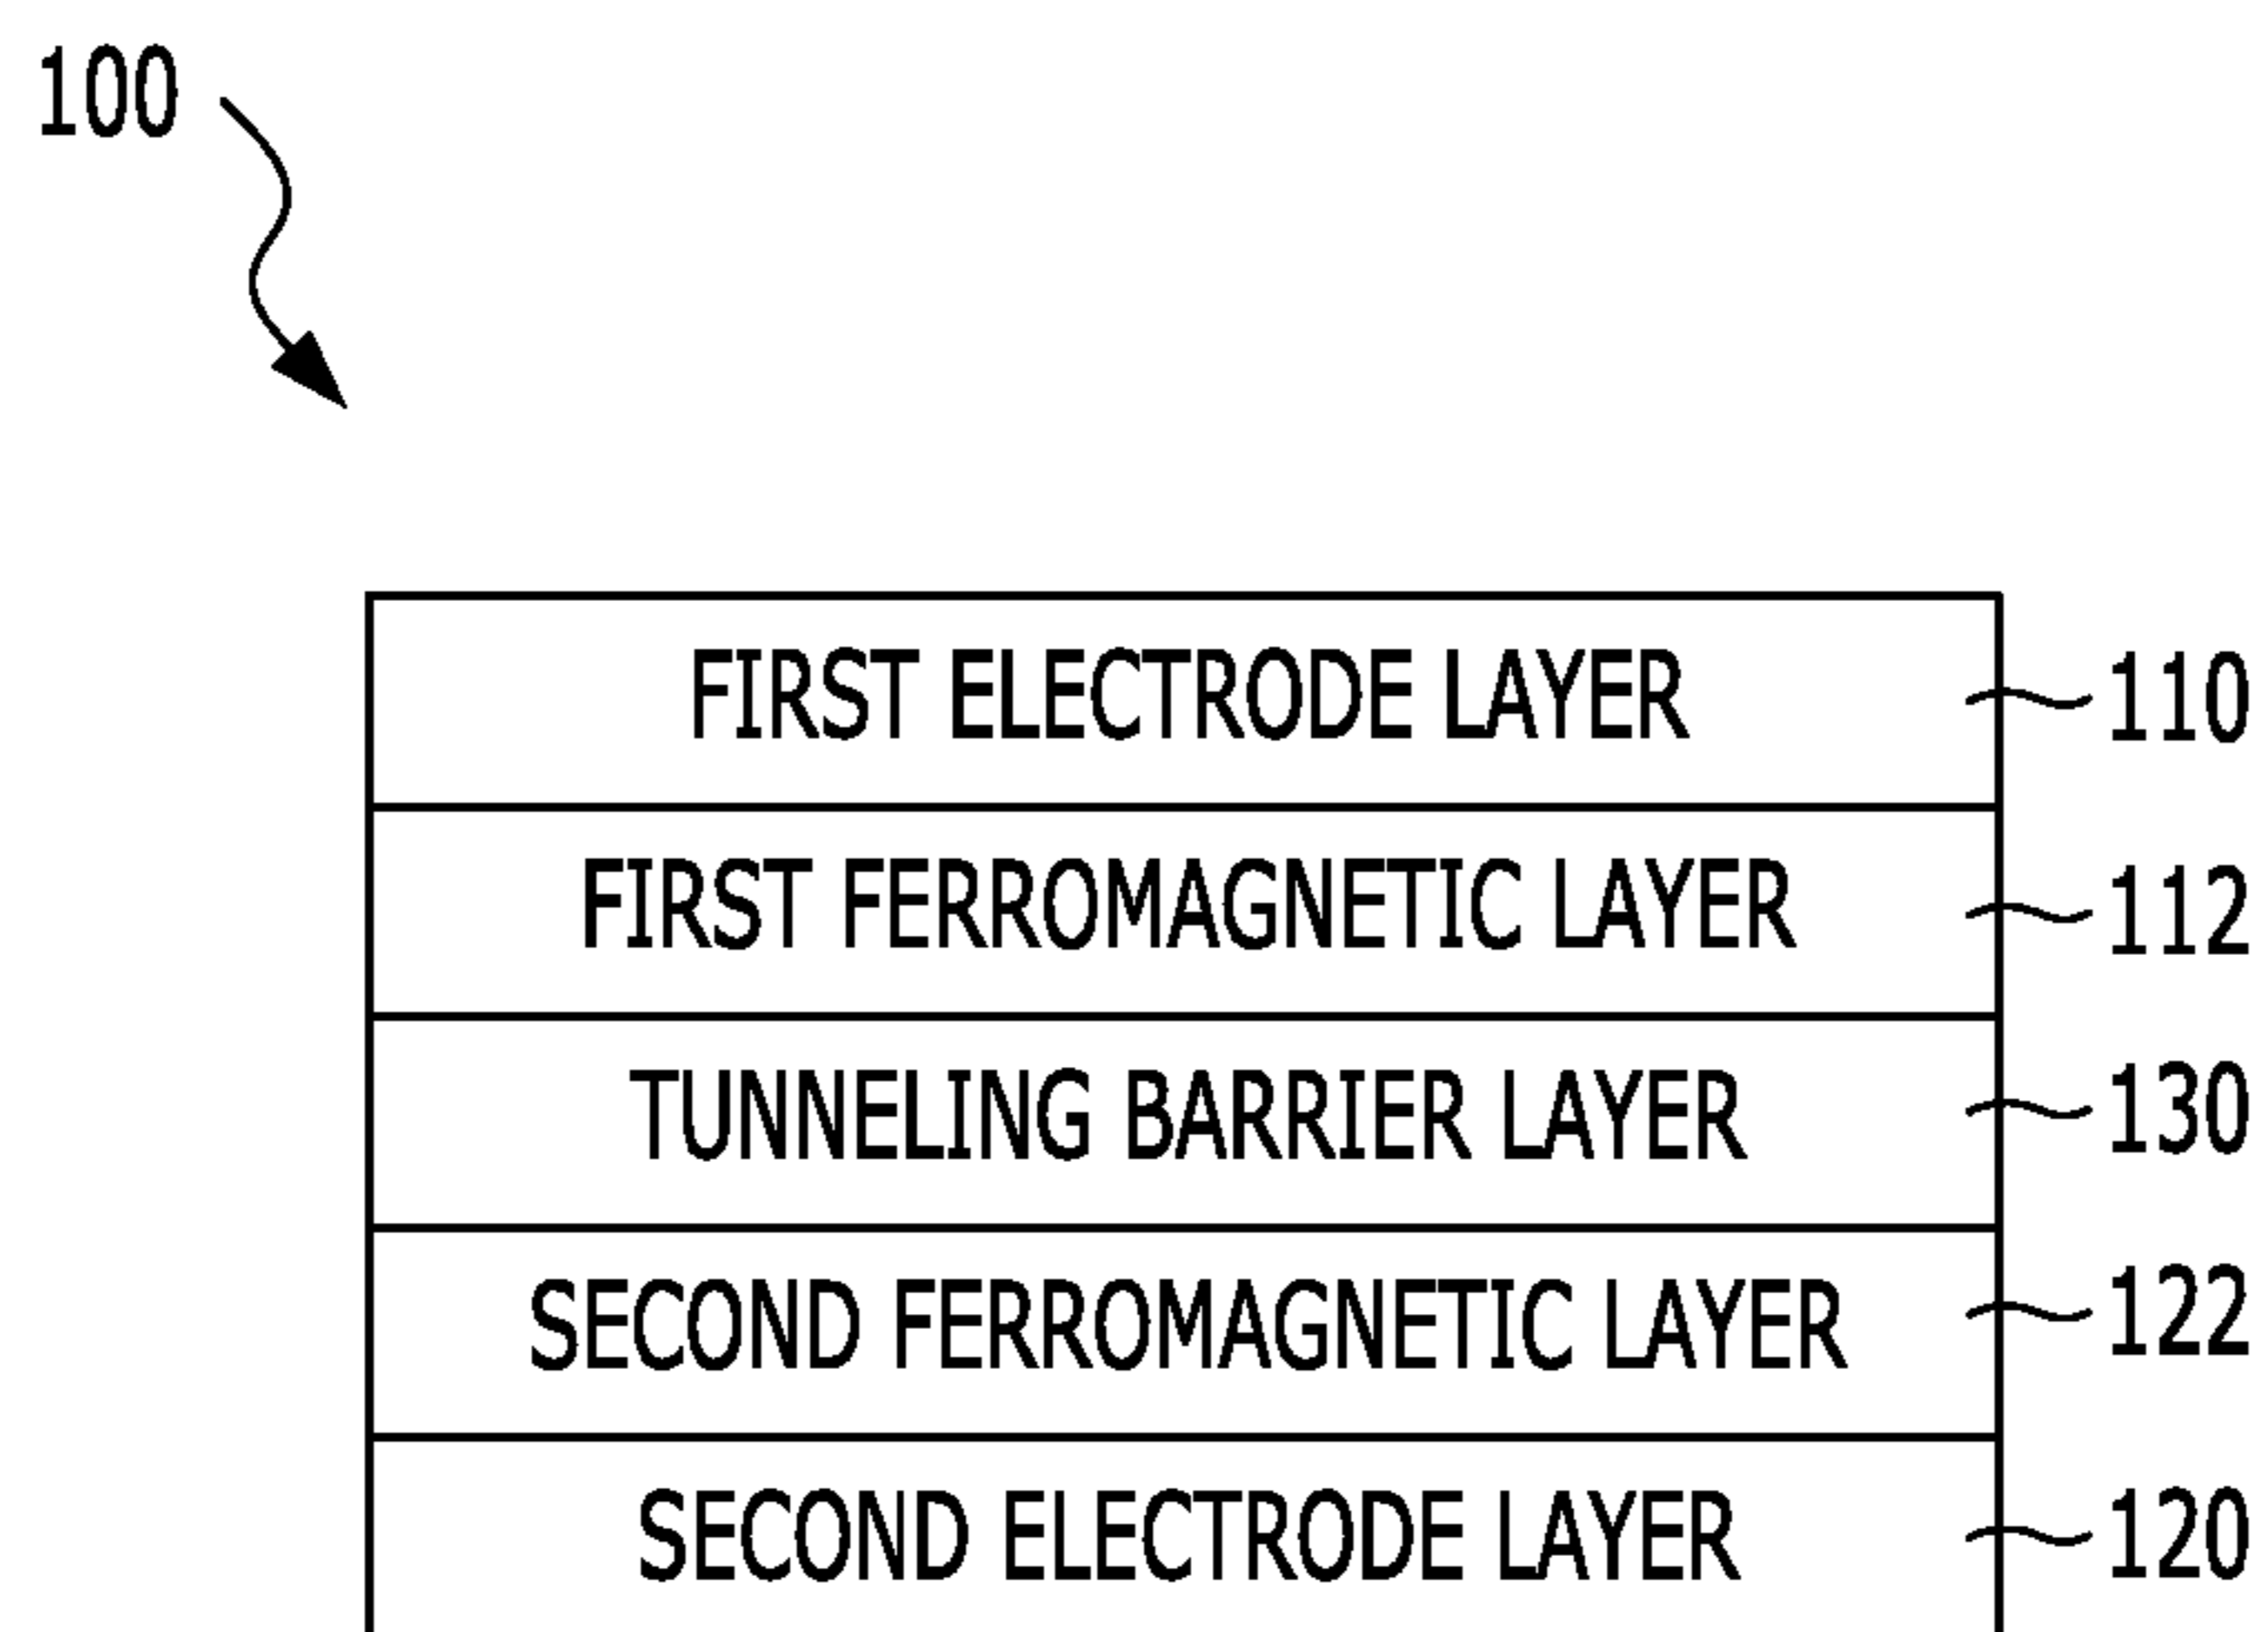 100
FIRST ELECTRODE LAYER 110
FIRST FERROMAGNETIC LAYER 112
TUNNELING BARRIER LAYER 130
SECOND FERROMAGNETIC LAYER 122
SECOND ELECTRODE LAYER 120